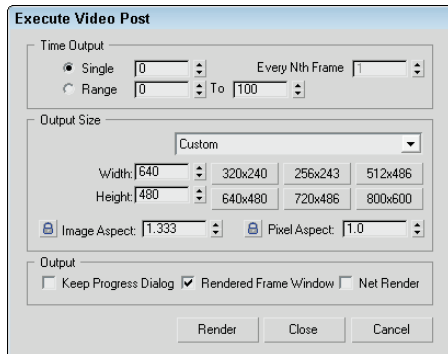 Execute Video Post
Time Output
Single 0 Every Nth Frame 1
Range 0 To 100
Output Size
Custom
Width: 640 320x240 256x243 512x486
Height: 480 640x480 720x486 800x600
Image Aspect: 1.333 Pixel Aspect: 1.0
Output
Keep Progress Dialog Rendered Frame Window Net Render
Render Close Cancel